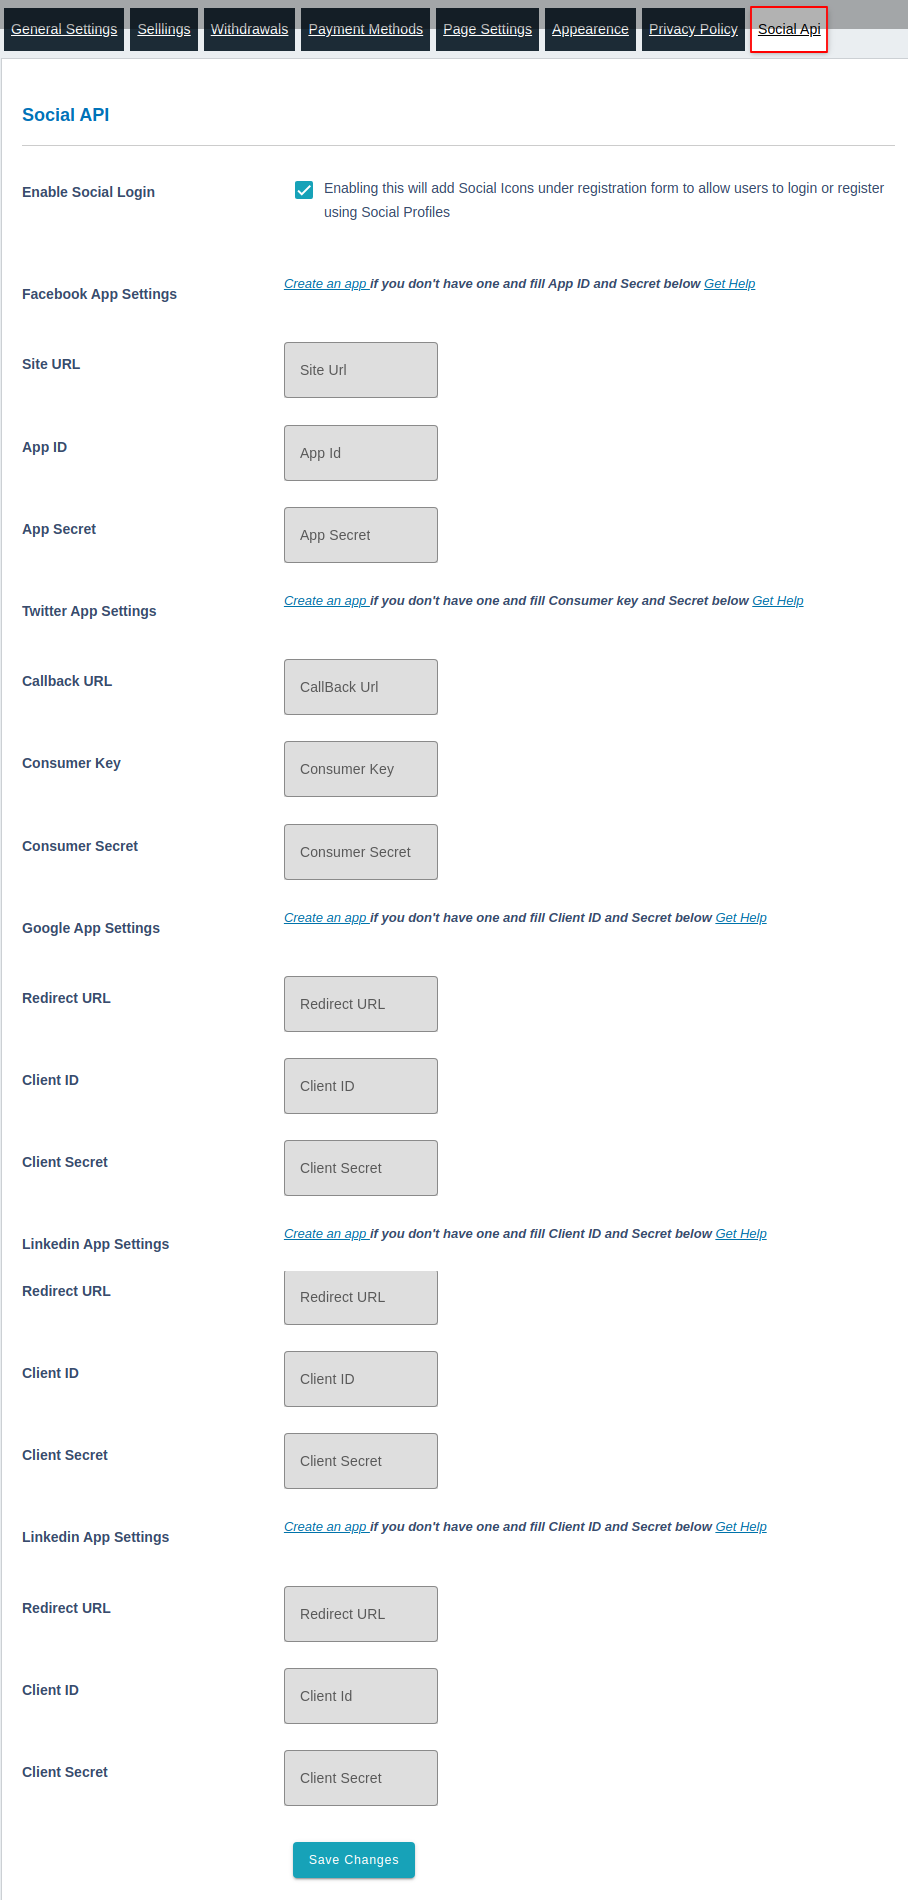 General Settings Selllings Withdrawals Payment Methods Page Settings Appearence Privacy Policy Social Api
Social API
Enable Social Login
Enabling this will add Social Icons under registration form to allow users to login or register
using Social Profiles
Facebook App Settings
Create an app if you don't have one and fill App ID and Secret below Get Help
Site URL
Site Url
App ID
App Id
App Secret
App Secret
Twitter App Settings
Create an app if you don't have one and fill Consumer key and Secret below Get Help
Callback URL
CallBack Url
Consumer Key
Consumer Key
Consumer Secret
Consumer Secret
Google App Settings
Create an app if you don't have one and fill Client ID and Secret below Get Help
Redirect URL
Redirect URL
Client ID
Client ID
Client Secret
Client Secret
Linkedin App Settings
Create an app if you don't have one and fill Client ID and Secret below Get Help
Redirect URL
Redirect URL
Client ID
Client ID
Client Secret
Client Secret
Linkedin App Settings
Create an app if you don't have one and fill Client ID and Secret below Get Help
Redirect URL
Redirect URL
Client ID
Client Id
Client Secret
Client Secret
Save Changes